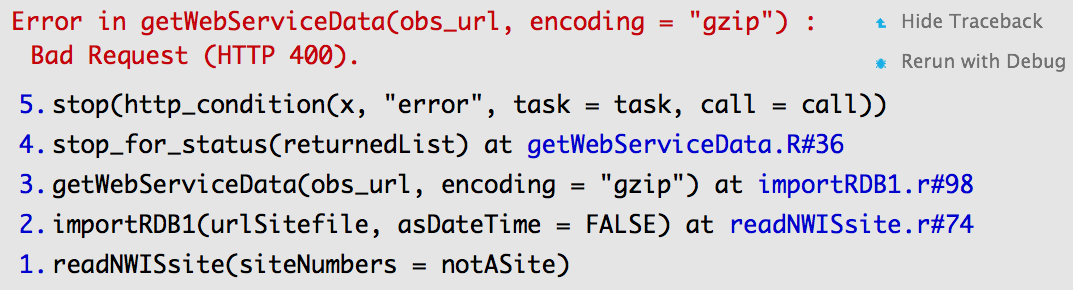 Error in getWebServiceData(obs_url, encoding = "gzip") :
Bad Request (HTTP 400).
Hide Traceback
Rerun with Debug
5. stop(http_condition(x, "error", task = task, call = call))
4. stop_for_status(returnedList) at getWebServiceData.R#36
3. getWebServiceData(obs_url, encoding = "gzip") at importRDB1.r#98
2. importRDB1(urlSitefile, asDateTime = FALSE) at readNWISsite.r#74
1. readNWISsite(siteNumbers = notASite)